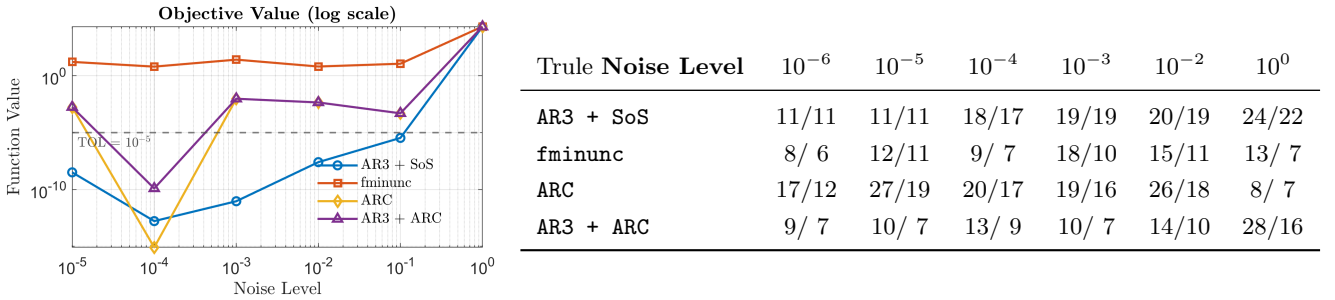 Objective Value (log scale)
Function Value
10^0
10^-10
TOL = 10^-5
AR3 + SoS
fminunc
ARC
AR3 + ARC
10^-5 10^-4 10^-3 10^-2 10^-1 10^0
Noise Level
Trule Noise Level 10^-6 10^-5 10^-4 10^-3 10^-2 10^0
AR3 + SoS 11/11 11/11 18/17 19/19 20/19 24/22
fminunc 8/ 6 12/11 9/ 7 18/10 15/11 13/ 7
ARC 17/12 27/19 20/17 19/16 26/18 8/ 7
AR3 + ARC 9/ 7 10/ 7 13/ 9 10/ 7 14/10 28/16